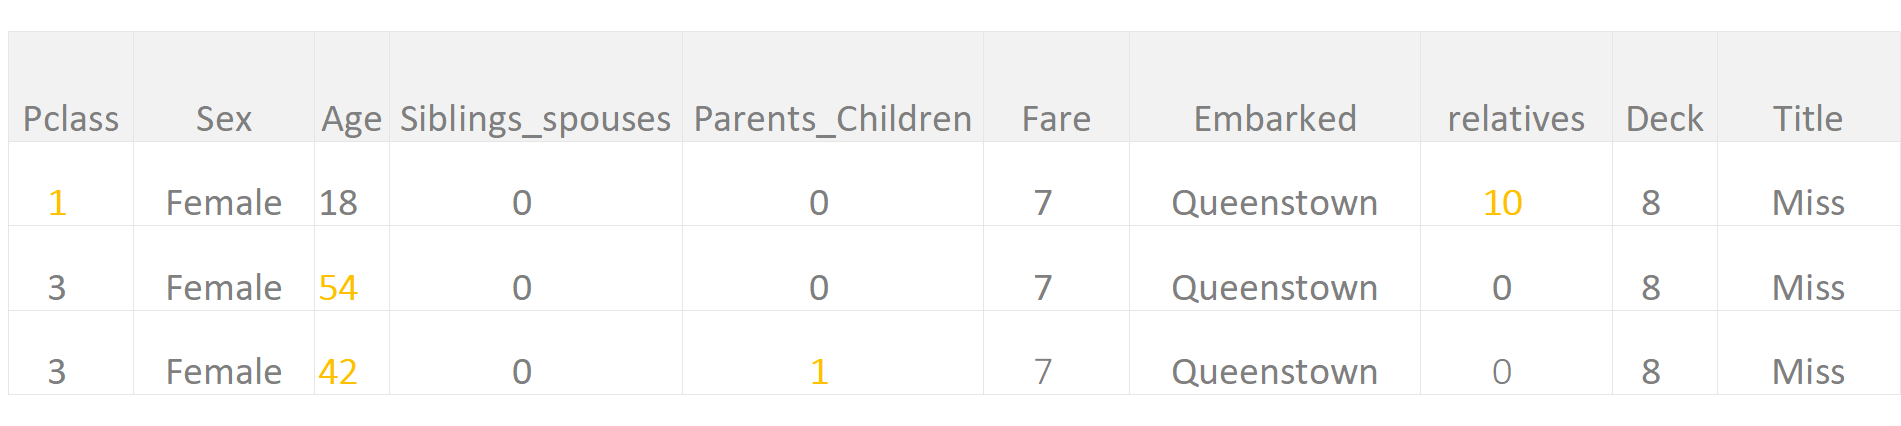 Pclass Sex Age Siblings_spouses Parents_Children Fare Embarked relatives Deck Title
1 Female 18 0 0 7 Queenstown 10 8 Miss
3 Female 54 0 0 7 Queenstown 0 8 Miss
3 Female 42 0 1 7 Queenstown 0 8 Miss